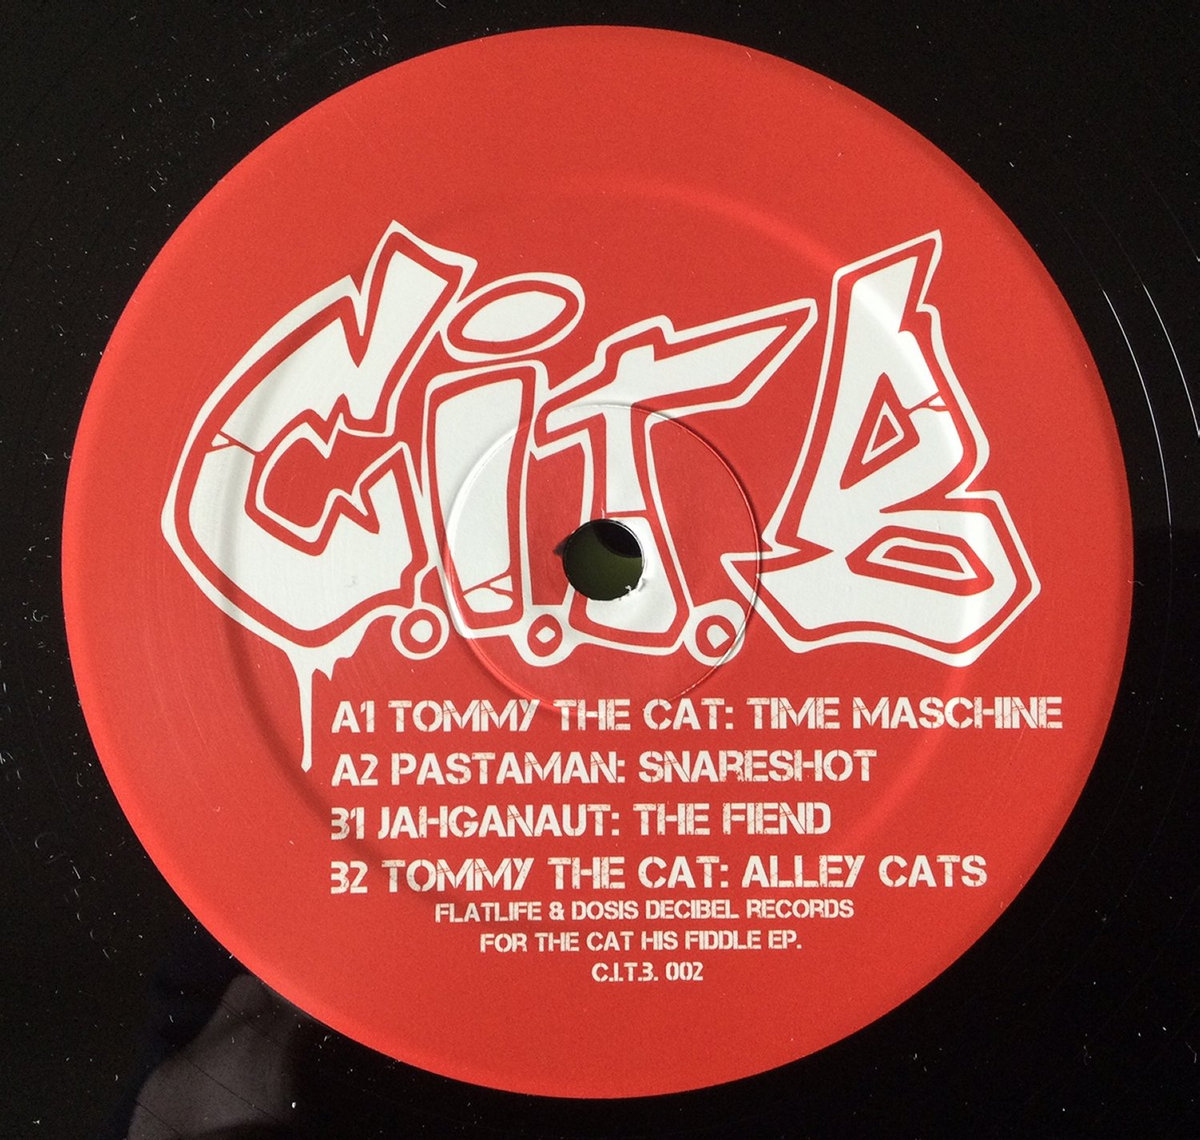 C.I.T.B
A1 TOMMY THE CAT: TIME MASCHINE
A2 PASTAMAN: SNARESHOT
B1 JAHGANAUT: THE FIEND
B2 TOMMY THE CAT: ALLEY CATS
FLATLIFE & DOSIS DECIBEL RECORDS
FOR THE CAT HIS FIDDLE EP.
C.I.T.B. 002